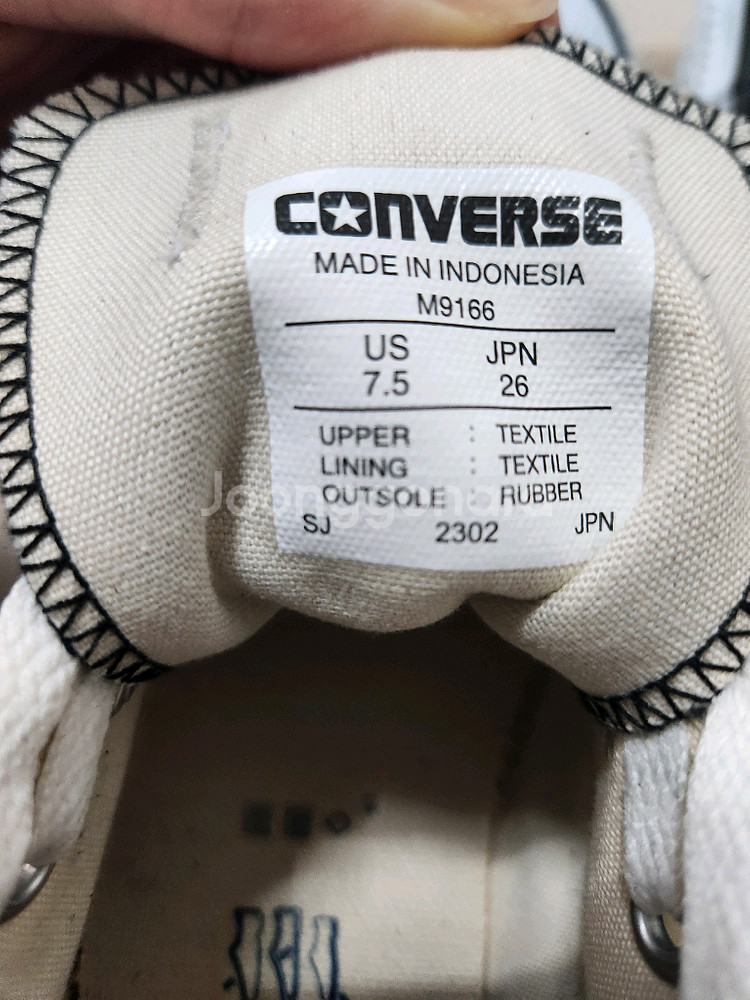 CONVERSE
MADE IN INDONESIA
M9166
US JPN
7.5 26
UPPER : TEXTILE
LINING : TEXTILE
OUTSOLE : RUBBER
SJ 2302 JPN